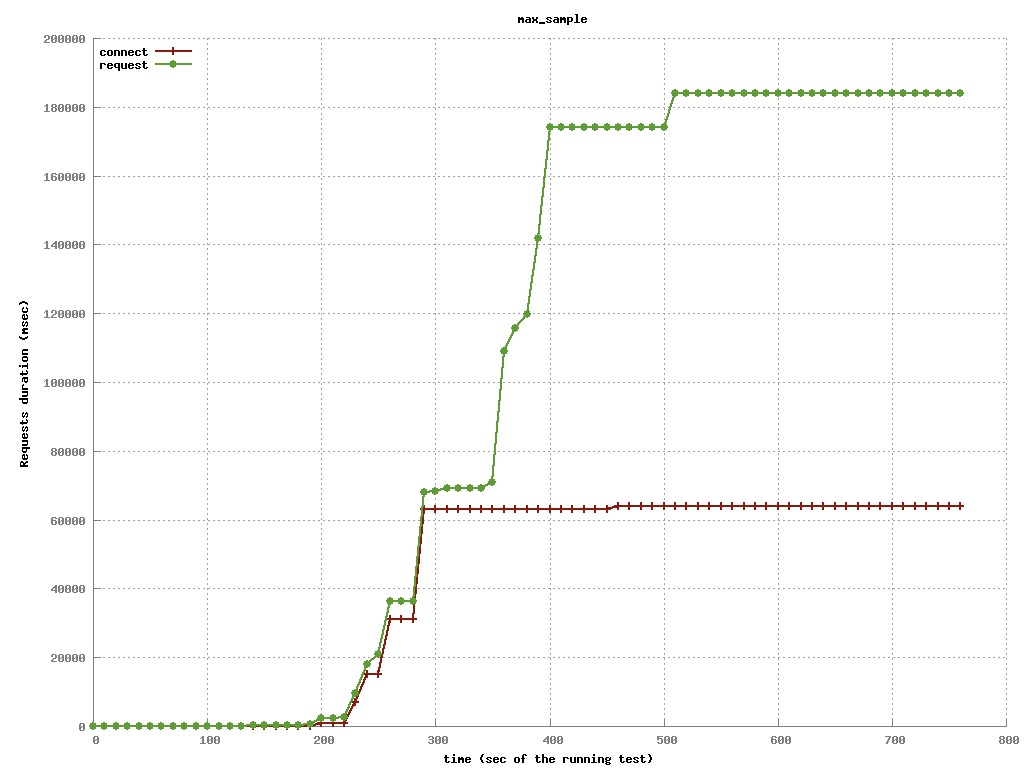 max_sample
connect
request
200000
180000
160000
140000
120000
100000
80000
60000
40000
20000
0
Requests duration (msec)
0 100 200 300 400 500 600 700 800
time (sec of the running test)